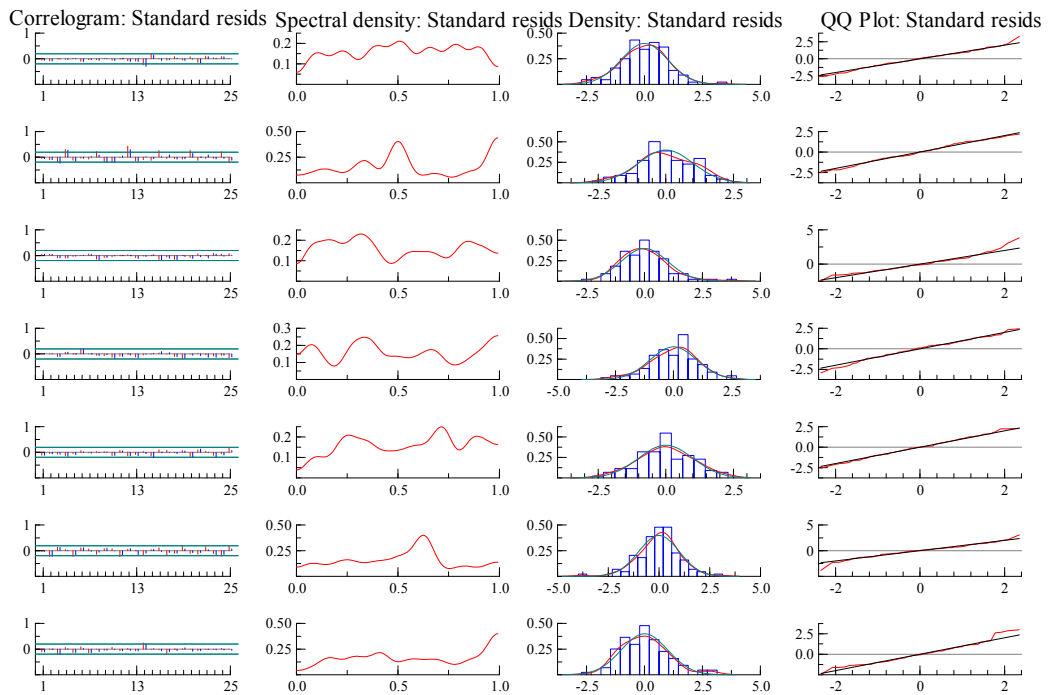 Correlogram: Standard resids Spectral density: Standard resids Density: Standard resids QQ Plot: Standard resids
1 0.2 0.50 2.5
0 0.1 0.25 0.0
1 13 25 0.0 0.5 1.0 -2.5 0.0 2.5 5.0 -2 0 2
1 0.50 0.50 2.5
0 0.25 0.25 0.0
-2.5
1 13 25 0.0 0.5 1.0 -2.5 0.0 2.5 -2 0 2
1 0.2 0.50 5
0 0.1 0.25 0
1 13 25 0.0 0.5 1.0 -2.5 0.0 2.5 5.0 -2 0 2
1 0.3 0.50 2.5
0 0.2 0.25 0.0
0.1 -2.5
1 13 25 0.0 0.5 1.0 -5.0 -2.5 0.0 2.5 -2 0 2
1 0.2 0.50 2.5
0 0.1 0.25 0.0
-2.5
1 13 25 0.0 0.5 1.0 -2.5 0.0 2.5 -2 0 2
1 0.50 0.50 5
0 0.25 0.25 0
1 13 25 0.0 0.5 1.0 -5.0 -2.5 0.0 2.5 5.0 -2 0 2
1 0.50 0.50 2.5
0 0.25 0.25 0.0
1 13 25 0.0 0.5 1.0 -2.5 0.0 2.5 5.0 -2 0 2